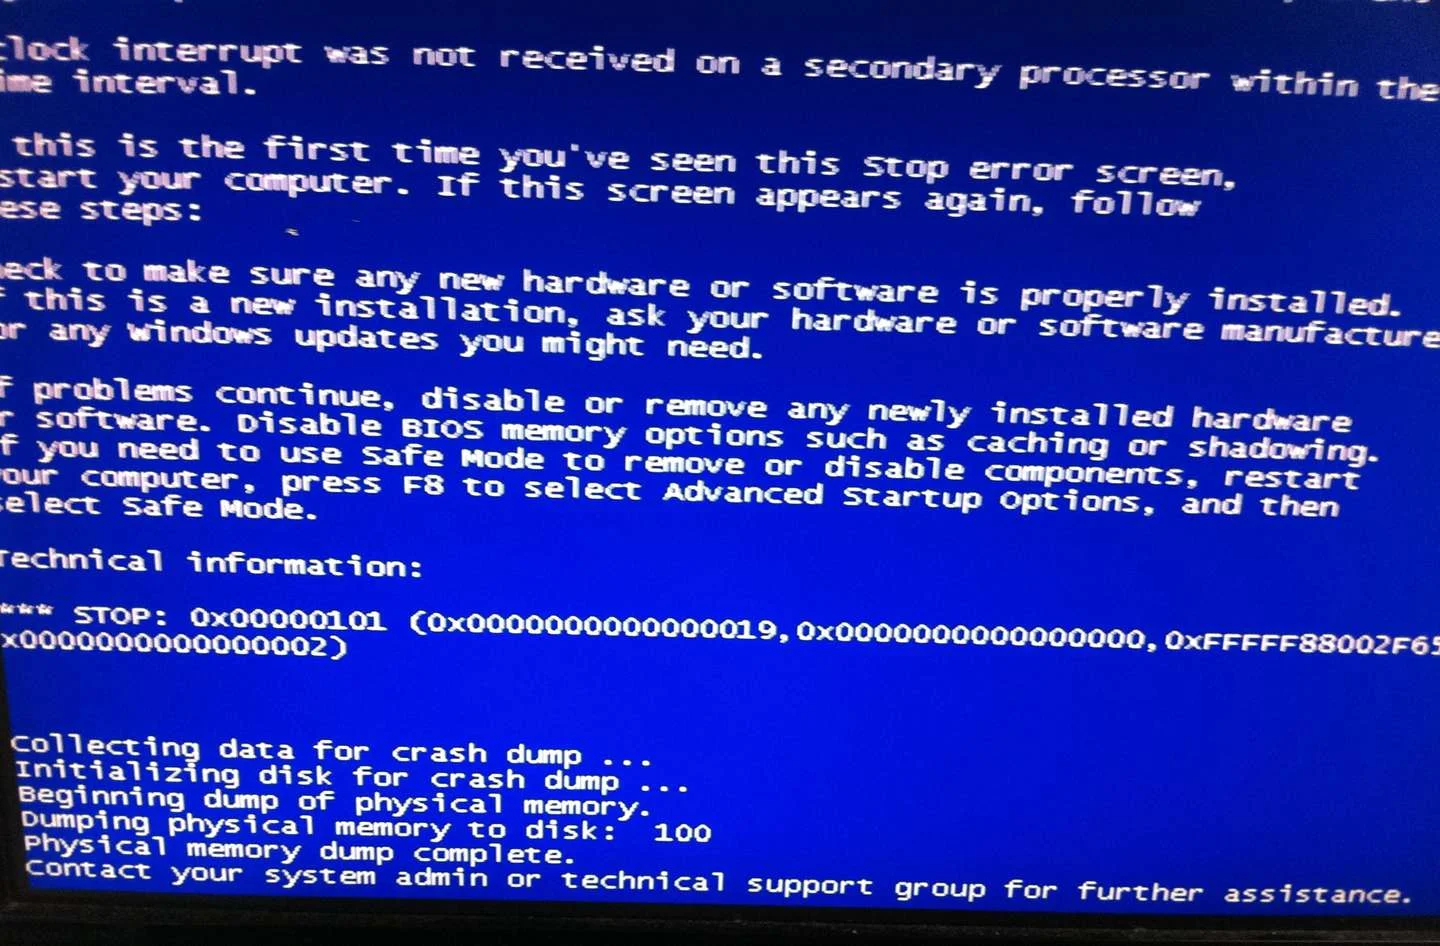 clock interrupt was not received on a secondary processor within the
ime interval.
this is the first time you've seen this Stop error screen,
start your computer. If this screen appears again, follow
ese steps:
eck to make sure any new hardware or software is properly installed.
f this is a new installation, ask your hardware or software manufacture
or any windows updates you might need.
f problems continue, disable or remove any newly installed hardware
r software. Disable BIOS memory options such as caching or shadowing.
f you need to use Safe Mode to remove or disable components, restart
our computer, press F8 to select Advanced Startup Options, and then
select Safe Mode.
Technical information:
*** STOP: 0x00000101 (0x0000000000000019,0x0000000000000000,0xFFFFF88002F65
x0000000000000002)
Collecting data for crash dump ...
Initializing disk for crash dump ...
Beginning dump of physical memory.
Dumping physical memory to disk:  100
Physical memory dump complete.
Contact your system admin or technical support group for further assistance.